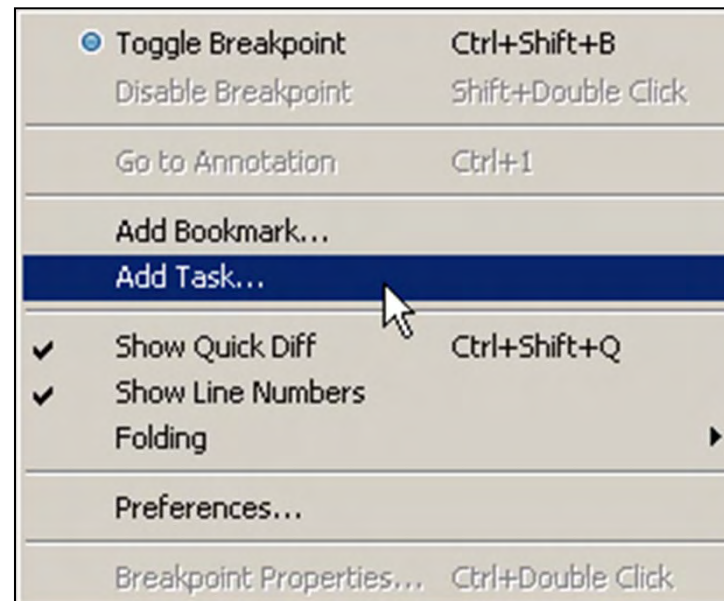 Toggle Breakpoint Ctrl+Shift+B
Disable Breakpoint Shift+Double Click
Go to Annotation Ctrl+1
Add Bookmark...
Add Task...
Show Quick Diff Ctrl+Shift+Q
Show Line Numbers
Folding
Preferences...
Breakpoint Properties... Ctrl+Double Click